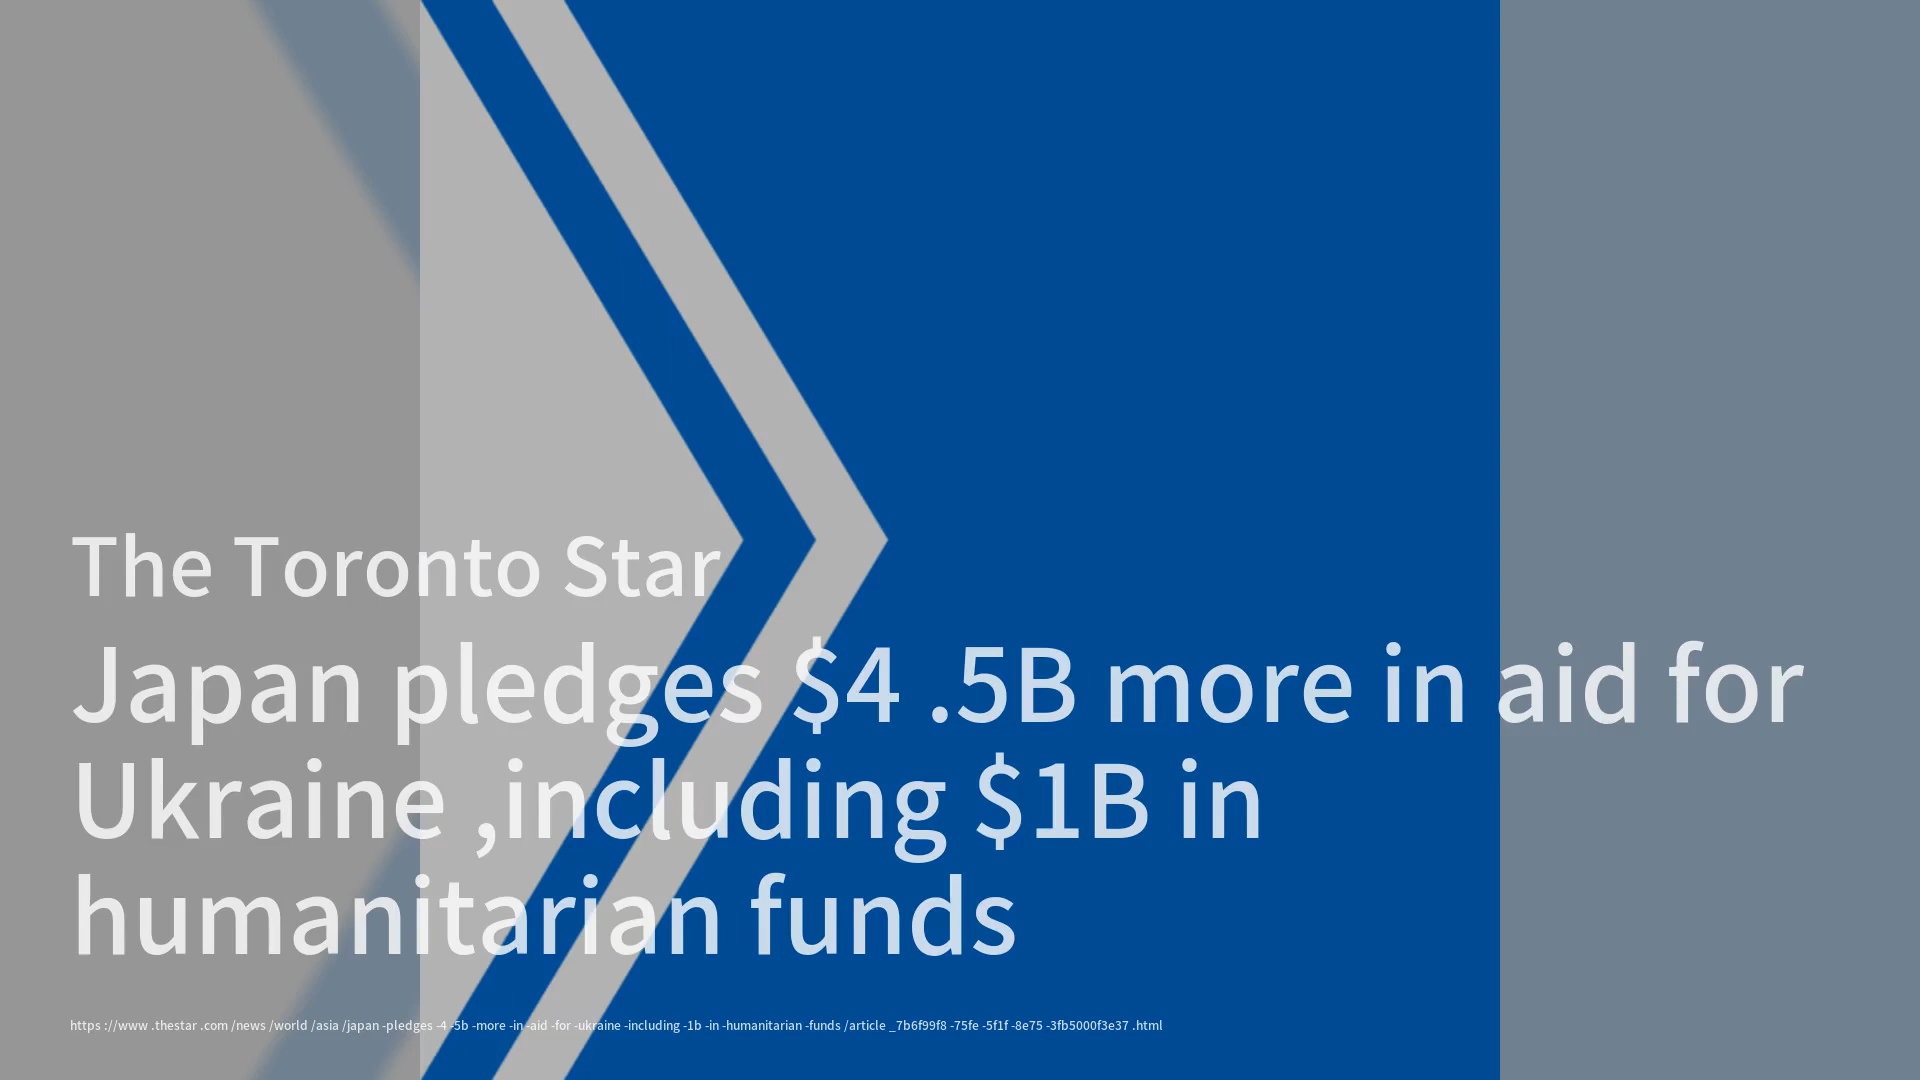 The Toronto Star
Japan pledges $4 .5B more in aid for
Ukraine ,including $1B in
humanitarian funds
https ://www .thestar .com /news /world /asia /japan -pledges -4 -5b -more -in -aid -for -ukraine -including -1b -in -humanitarian -funds /article _7b6f99f8 -75fe -5f1f -8e75 -3fb5000f3e37 .html